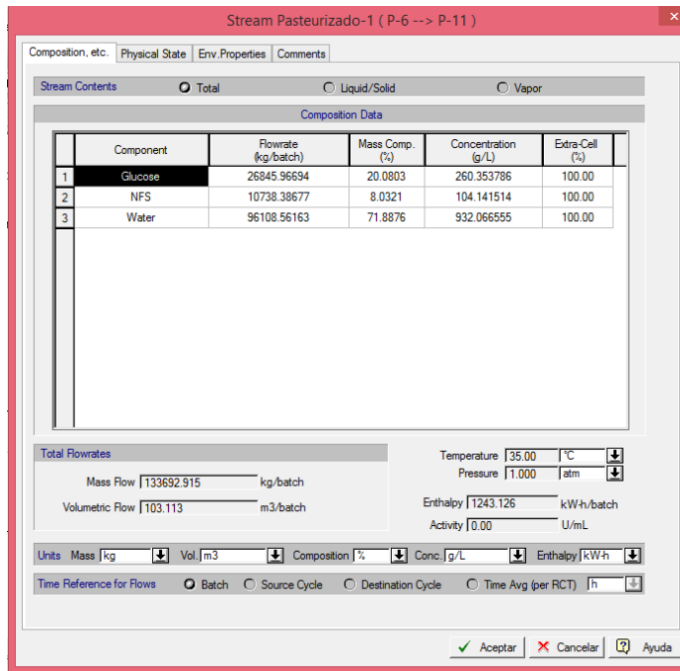 Stream Pasteurizado-1 ( P-6 --> P-11 )
Composition, etc. Physical State Env.Properties Comments
Stream Contents Total Liquid/Solid Vapor
Composition Data
Component Flowrate (kg/batch) Mass Comp. (%) Concentration (g/L) Extra-Cell (%)
1 Glucose 26845.96694 20.0803 260.353786 100.00
2 NFS 10738.38677 8.0321 104.141514 100.00
3 Water 96108.56163 71.8876 932.066555 100.00
Total Flowrates
Mass Flow 133692.915 kg/batch
Volumetric Flow 103.113 m3/batch
Temperature 35.00 °C
Pressure 1.000 atm
Enthalpy 1243.126 kW-h/batch
Activity 0.00 U/mL
Units Mass kg Vol. m3 Composition % Conc. g/L Enthalpy kW-h
Time Reference for Flows Batch Source Cycle Destination Cycle Time Avg (per RCT) h
Aceptar Cancelar Ayuda